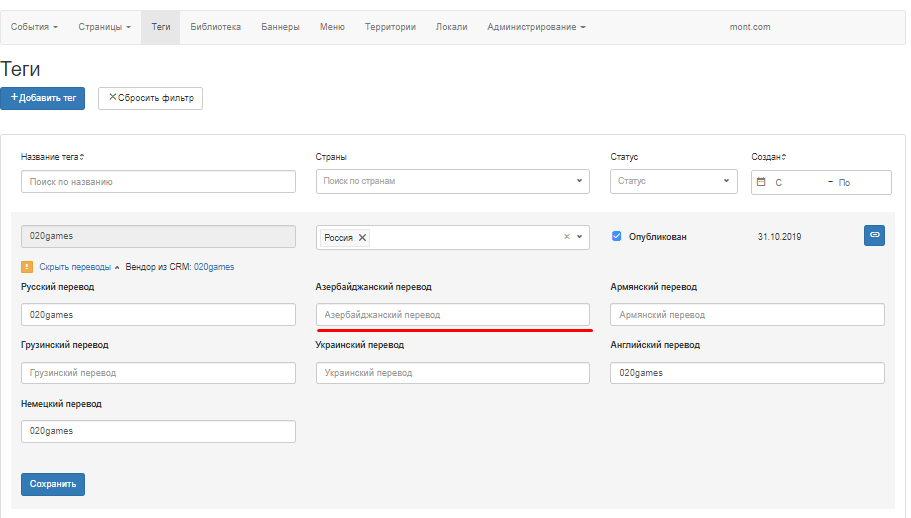 События Страницы Теги Библиотека Баннеры Меню Территории Локали Администрирование mont.com
Теги
+Добавить тег ×Сбросить фильтр
Название тега Страны Статус Создан
Поиск по названию Поиск по странам Статус С - По
020games Россия × × Опубликован 31.10.2019
! Скрыть переводы Вендор из CRM: 020games
Русский перевод Азербайджанский перевод Армянский перевод
020games Азербайджанский перевод Армянский перевод
Грузинский перевод Украинский перевод Английский перевод
Грузинский перевод Украинский перевод 020games
Немецкий перевод
020games
Сохранить